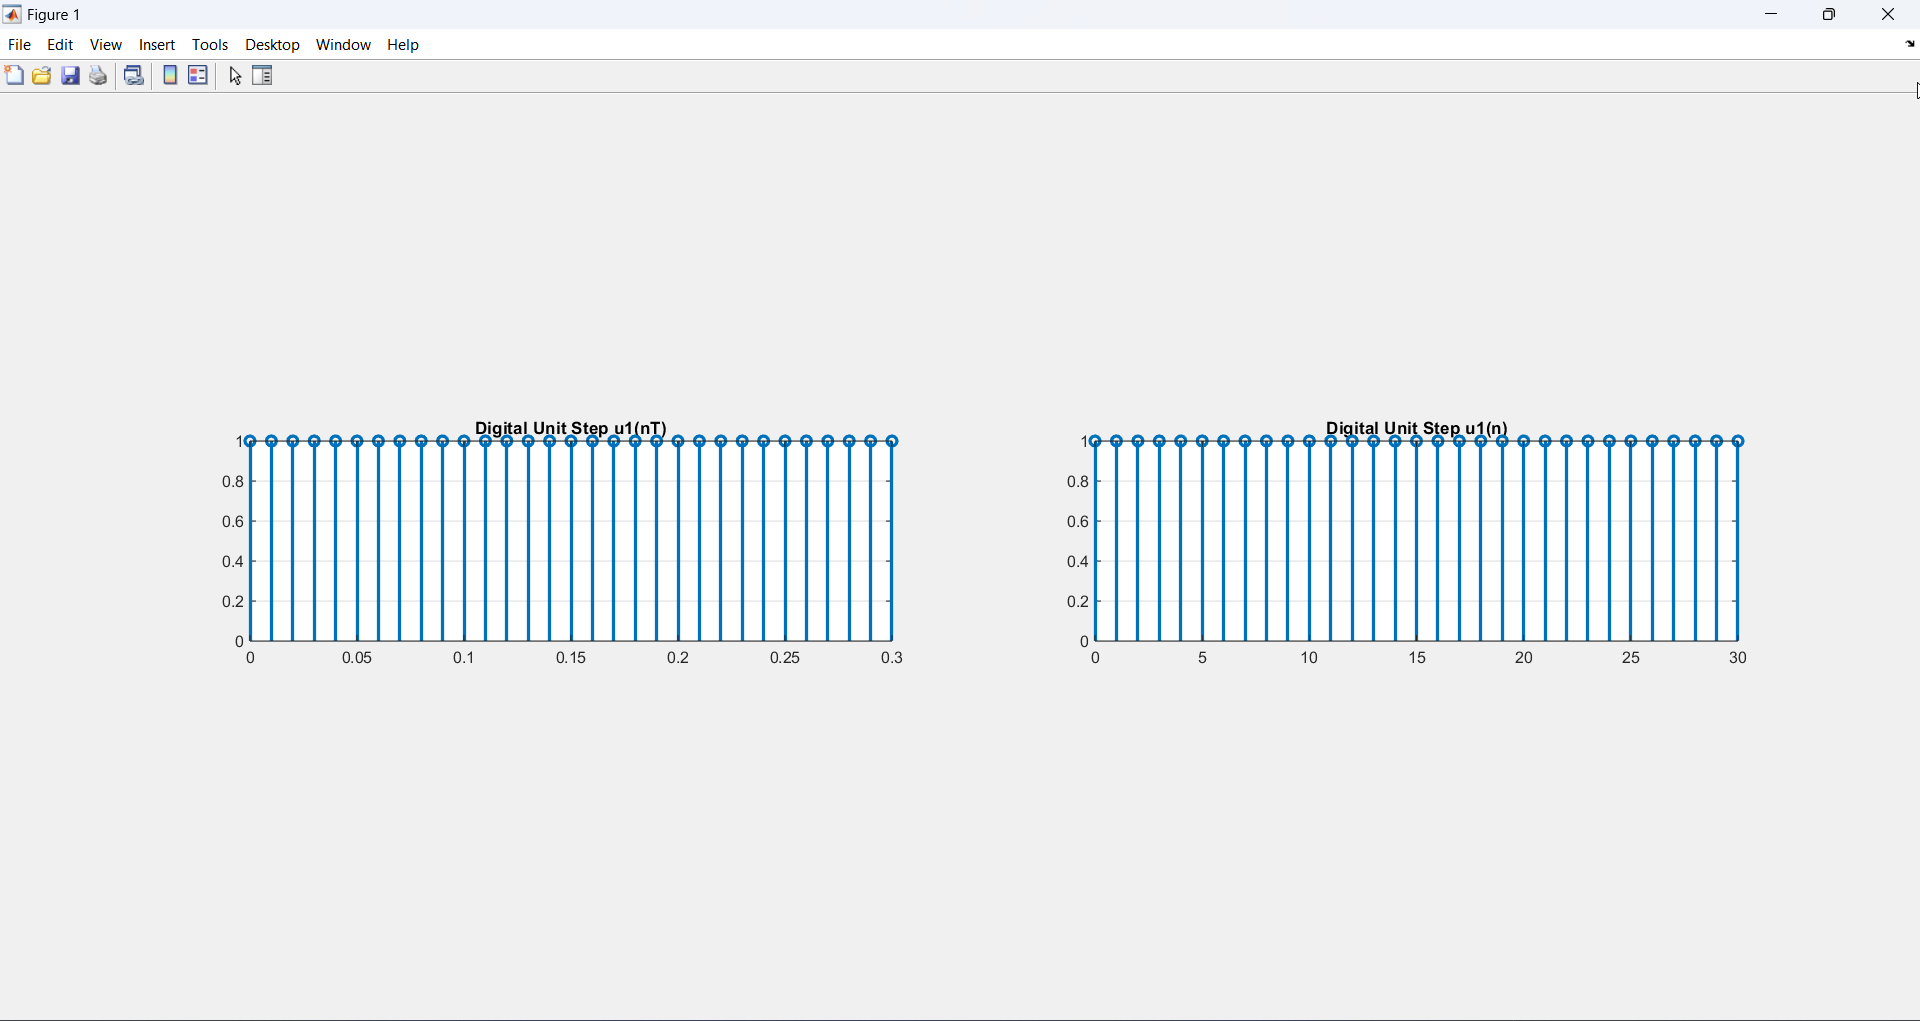 Figure 1
File Edit View Insert Tools Desktop Window Help
Digital Unit Step u1(nT)
1
0.8
0.6
0.4
0.2
0
0 0.05 0.1 0.15 0.2 0.25 0.3
Digital Unit Step u1(n)
1
0.8
0.6
0.4
0.2
0
0 5 10 15 20 25 30